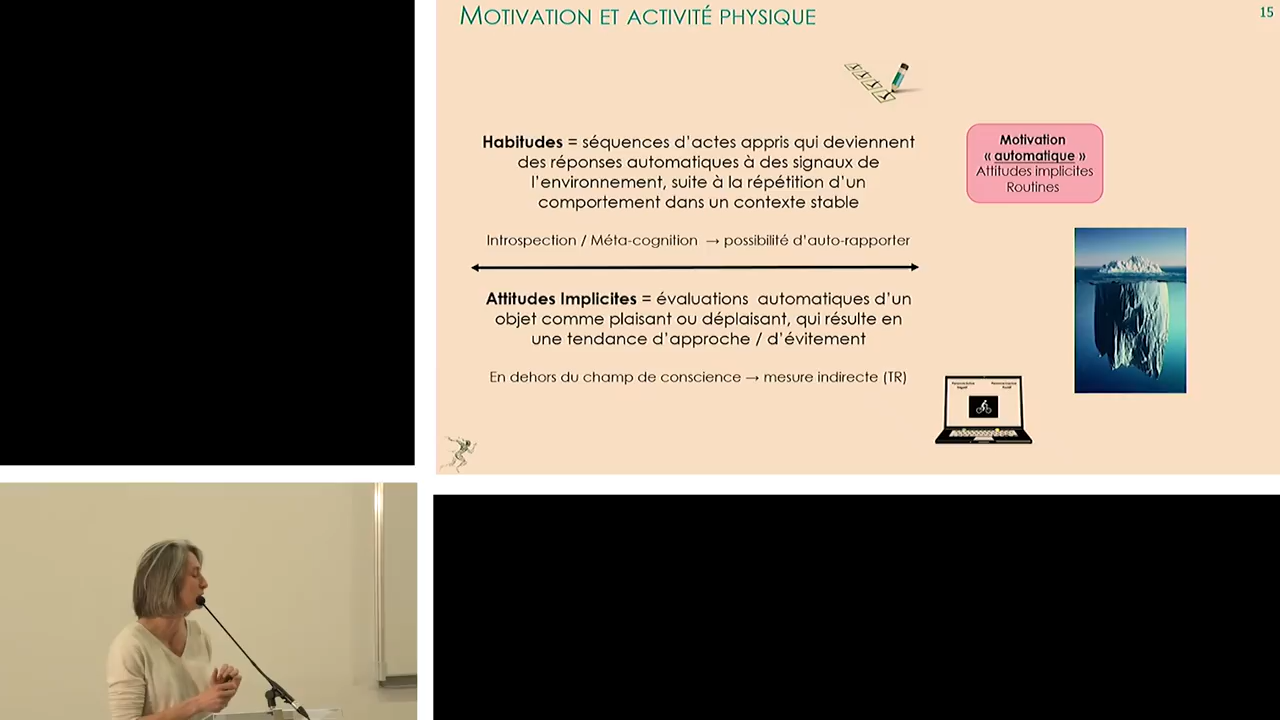 MOTIVATION ET ACTIVITÉ PHYSIQUE
15
Habitudes = séquences d'actes appris qui deviennent
des réponses automatiques à des signaux de
l'environnement, suite à la répétition d'un
comportement dans un contexte stable
Motivation
« automatique »
Attitudes implicites
Routines
Introspection / Méta-cognition → possibilité d'auto-rapporter
Attitudes Implicites = évaluations automatiques d'un
objet comme plaisant ou déplaisant, qui résulte en
une tendance d'approche / d'évitement
En dehors du champ de conscience → mesure indirecte (TR)